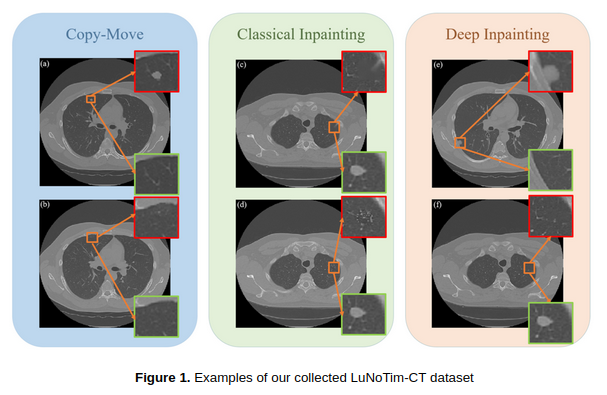 Copy-Move
Classical Inpainting
Deep Inpainting
(a)
(c)
(e)
(b)
(d)
(f)
Figure 1. Examples of our collected LuNoTim-CT dataset